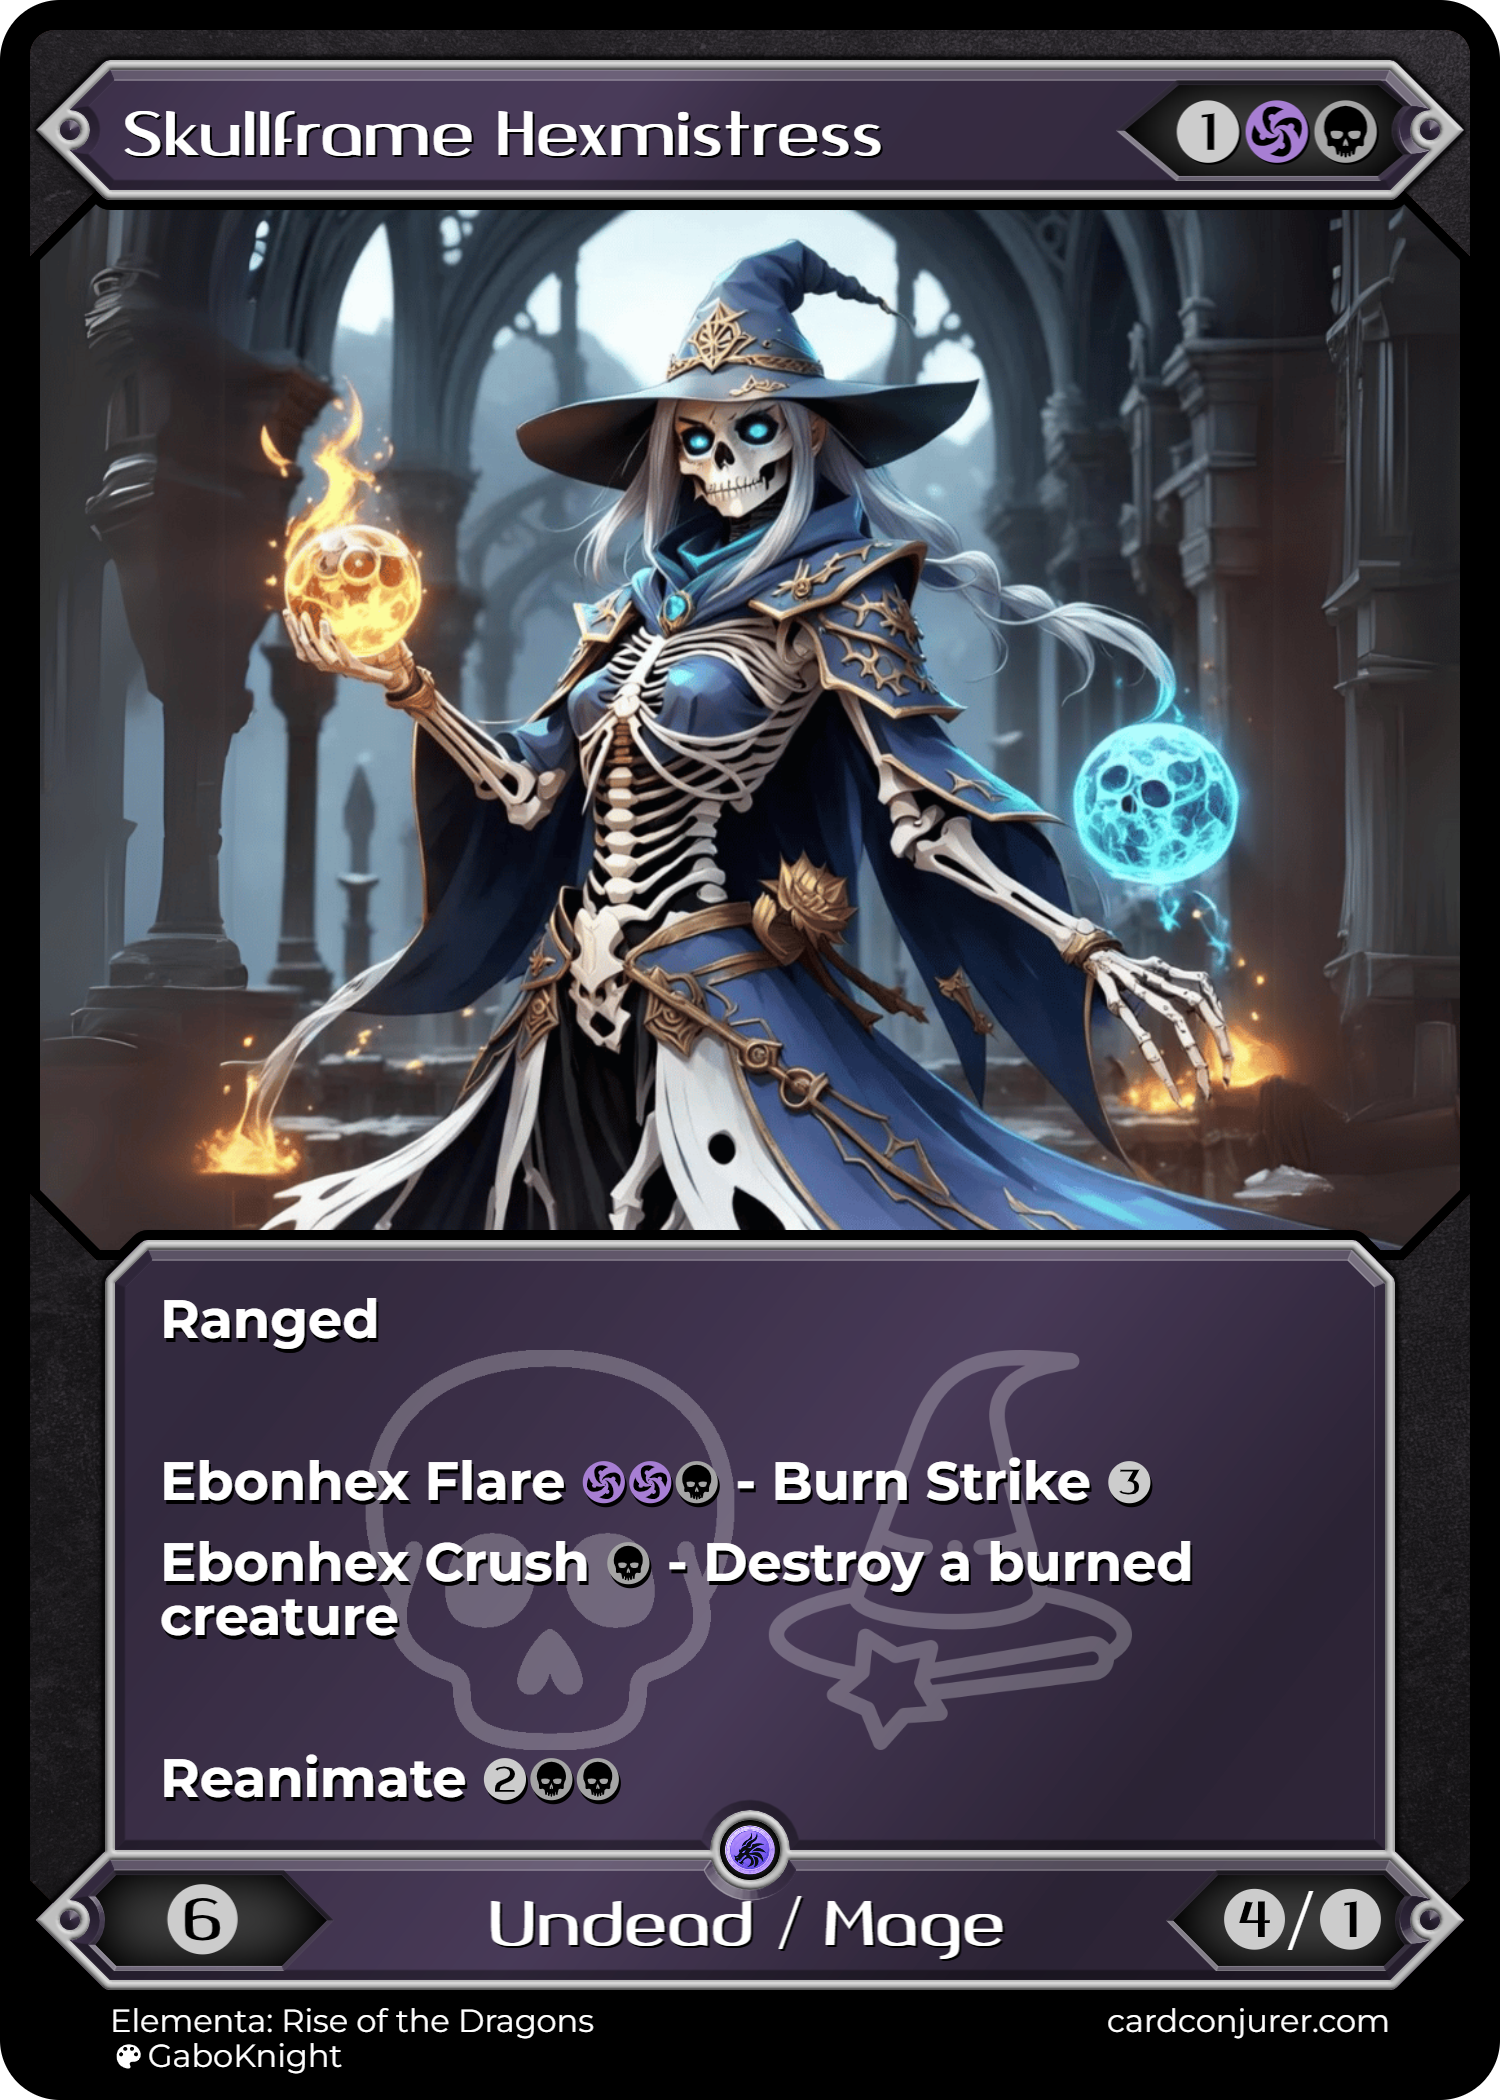 Skullframe Hexmistress 1
Ranged
Ebonhex Flare - Burn Strike 3
Ebonhex Crush - Destroy a burned
creature
Reanimate 2
6 Undead / Mage 4/1
Elementa: Rise of the Dragons cardconjurer.com
GaboKnight